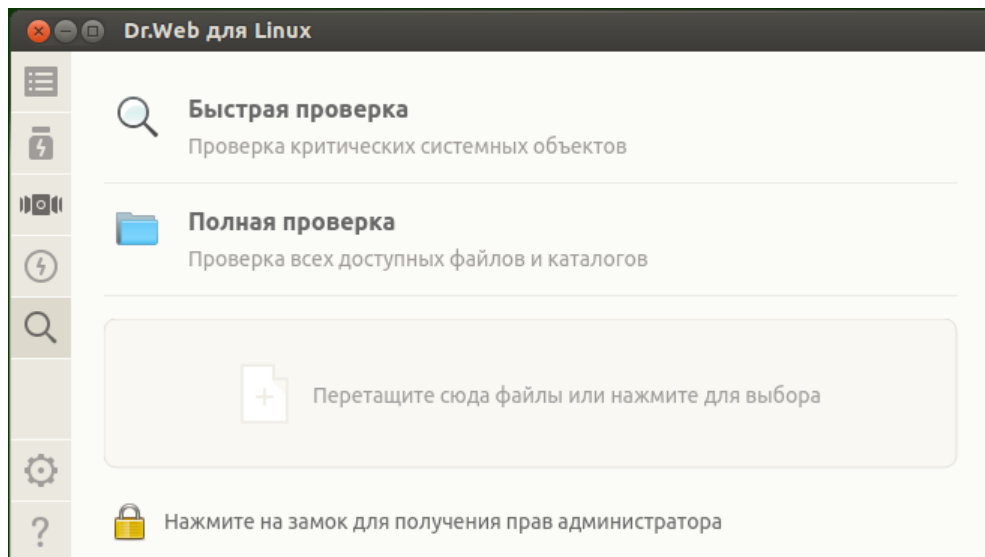 Dr.Web для Linux
Быстрая проверка
Проверка критических системных объектов
Полная проверка
Проверка всех доступных файлов и каталогов
Перетащите сюда файлы или нажмите для выбора
Нажмите на замок для получения прав администратора